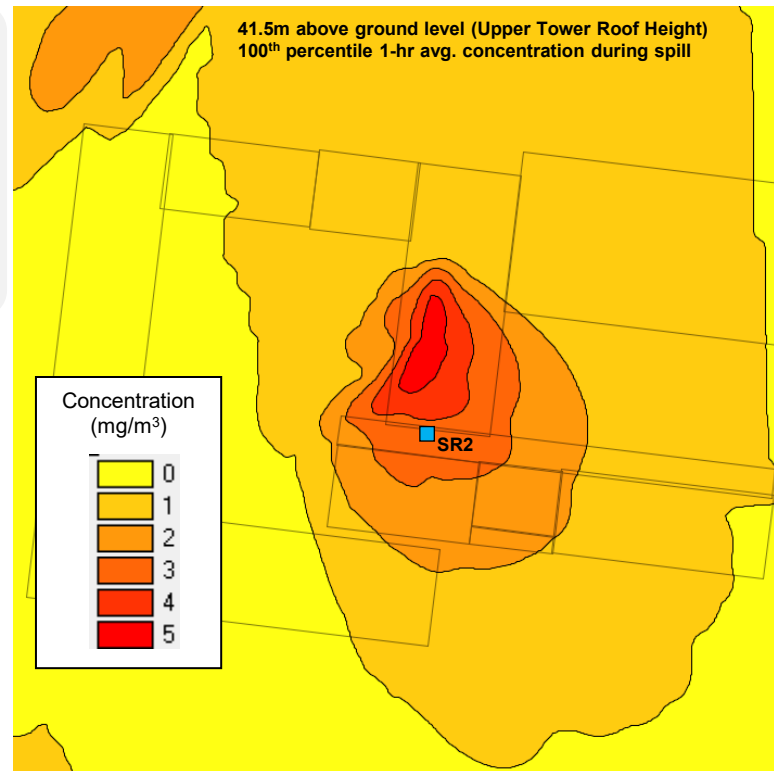 41.5m above ground level (Upper Tower Roof Height)
100th percentile 1-hr avg. concentration during spill
SR2
Concentration
(mg/m³)
0
1
2
3
4
5